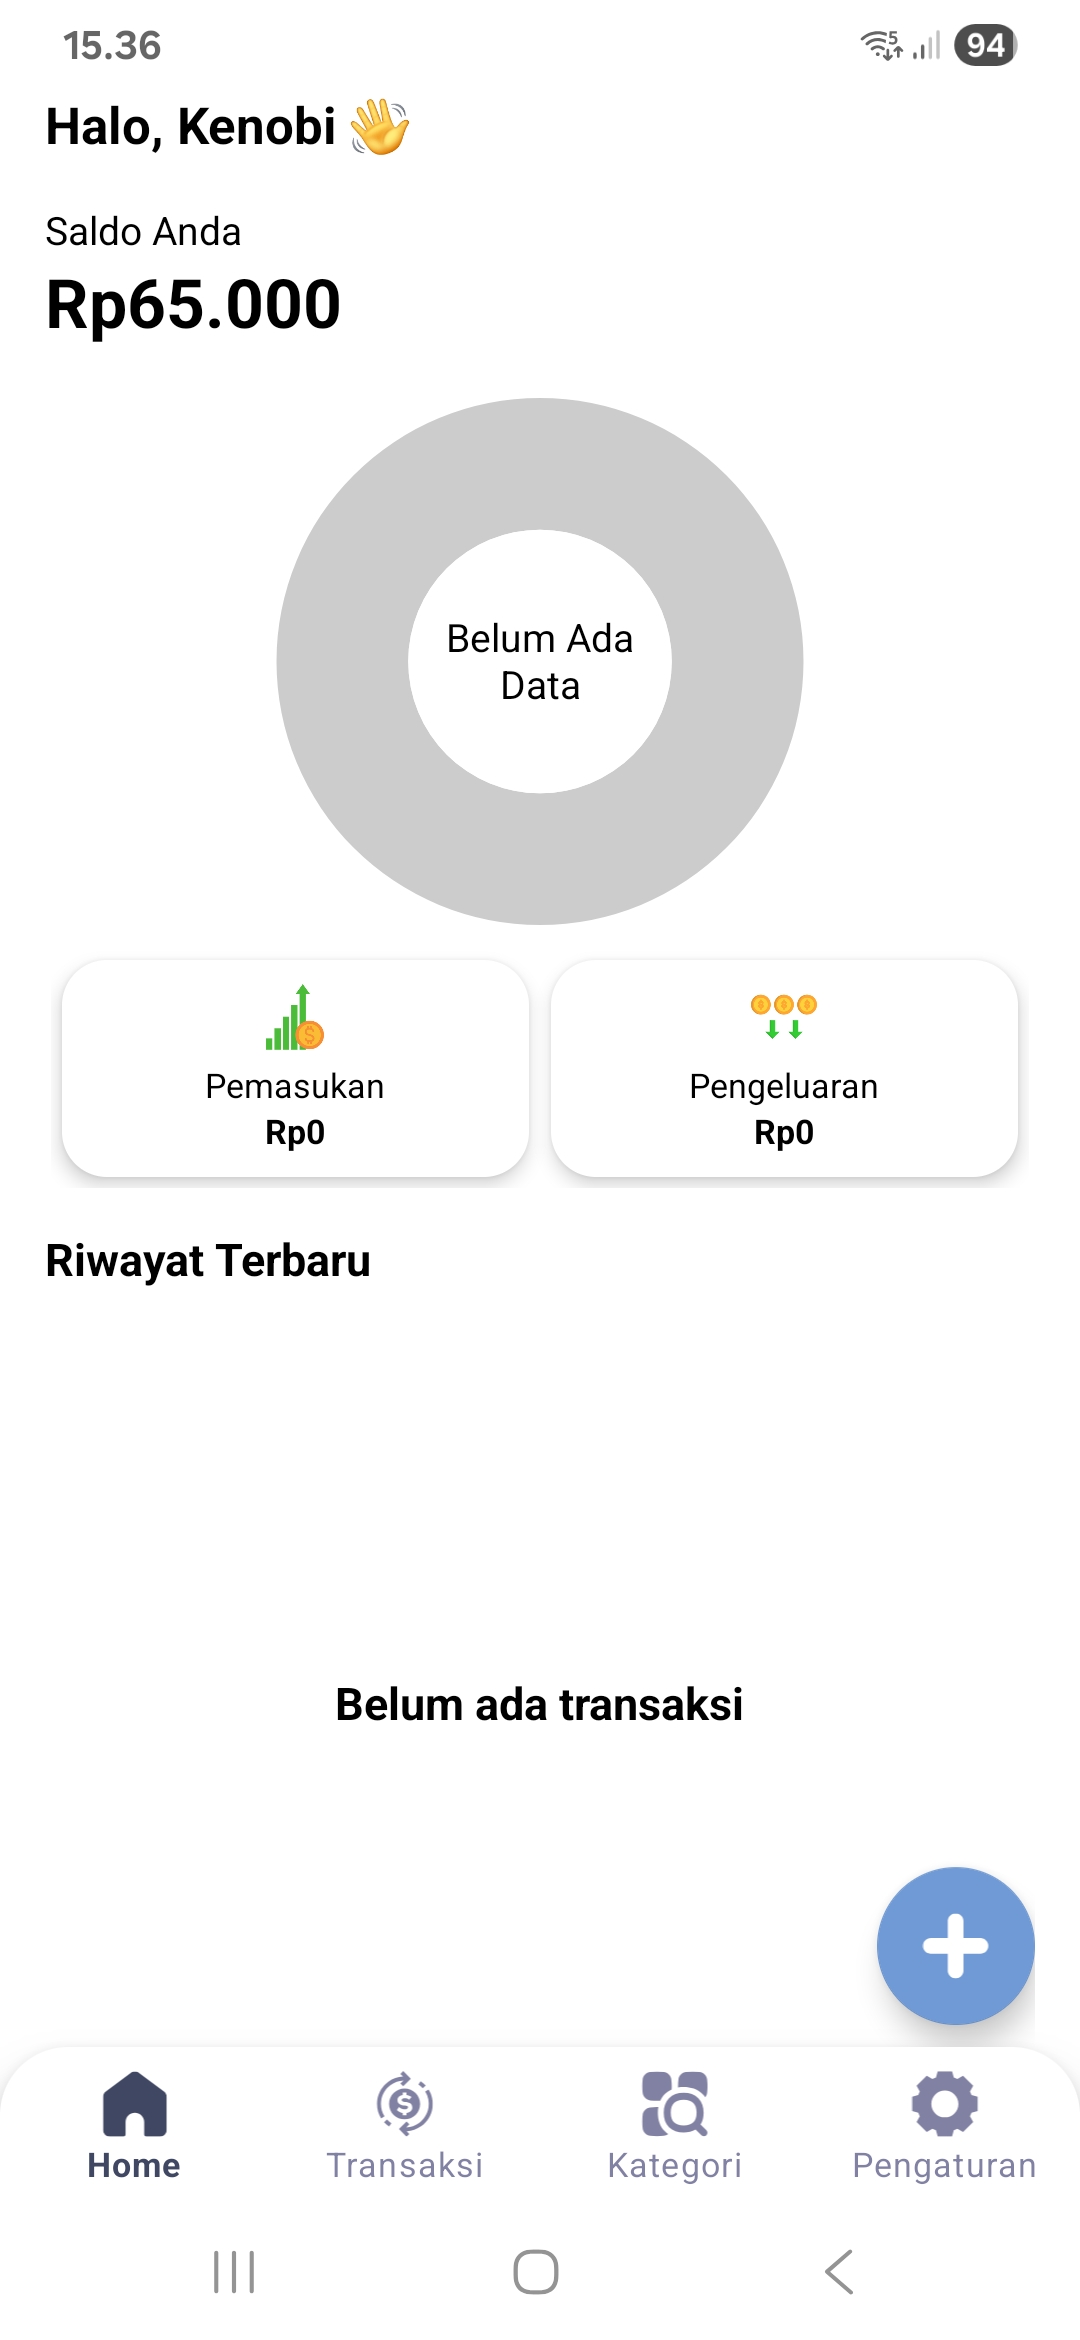 15.36
5
94
Halo, Kenobi 👋
Saldo Anda
Rp65.000
Belum Ada
Data
Pemasukan
Rp0
Pengeluaran
Rp0
Riwayat Terbaru
Belum ada transaksi
Home
Transaksi
Kategori
Pengaturan